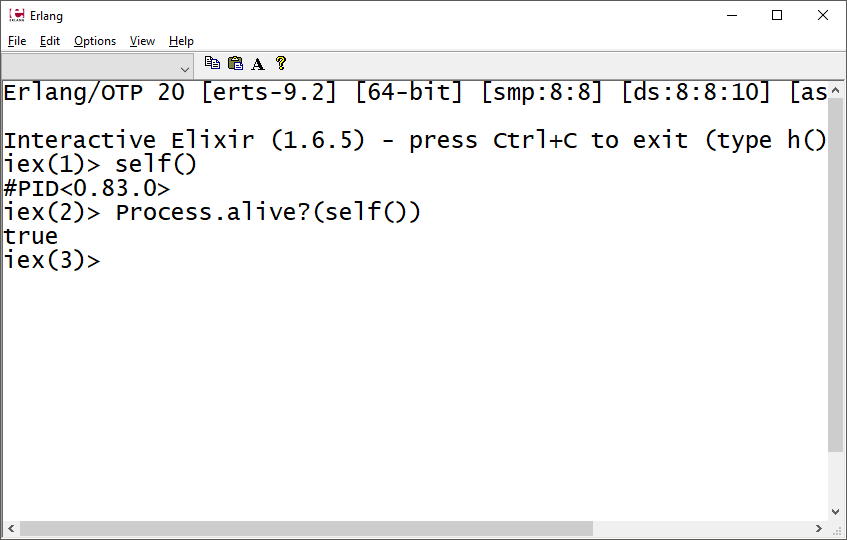 Erlang
File Edit Options View Help
Erlang/OTP 20 [erts-9.2] [64-bit] [smp:8:8] [ds:8:8:10] [as
Interactive Elixir (1.6.5) - press Ctrl+C to exit (type h()
iex(1)> self()
#PID<0.83.0>
iex(2)> Process.alive?(self())
true
iex(3)>